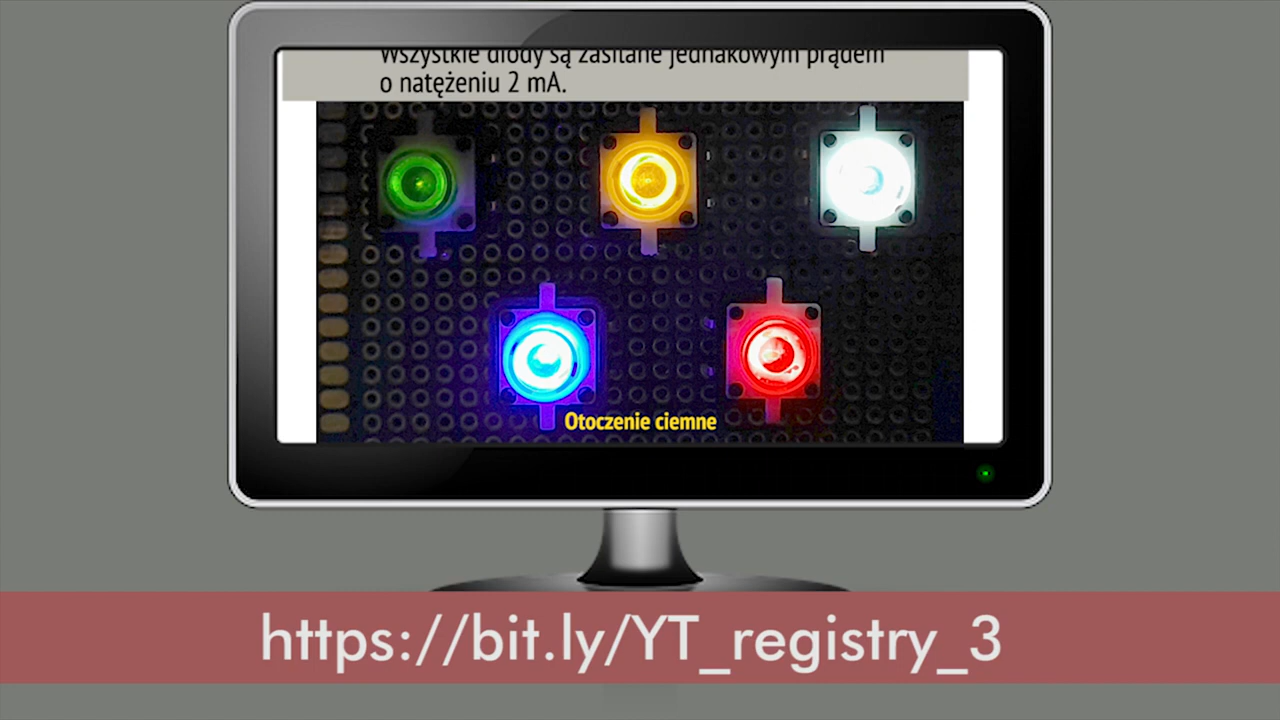 Wszystkie diody są zasilane jednakowym prądem
o natężeniu 2 mA.
Otoczenie ciemne
https://bit.ly/YT_registry_3